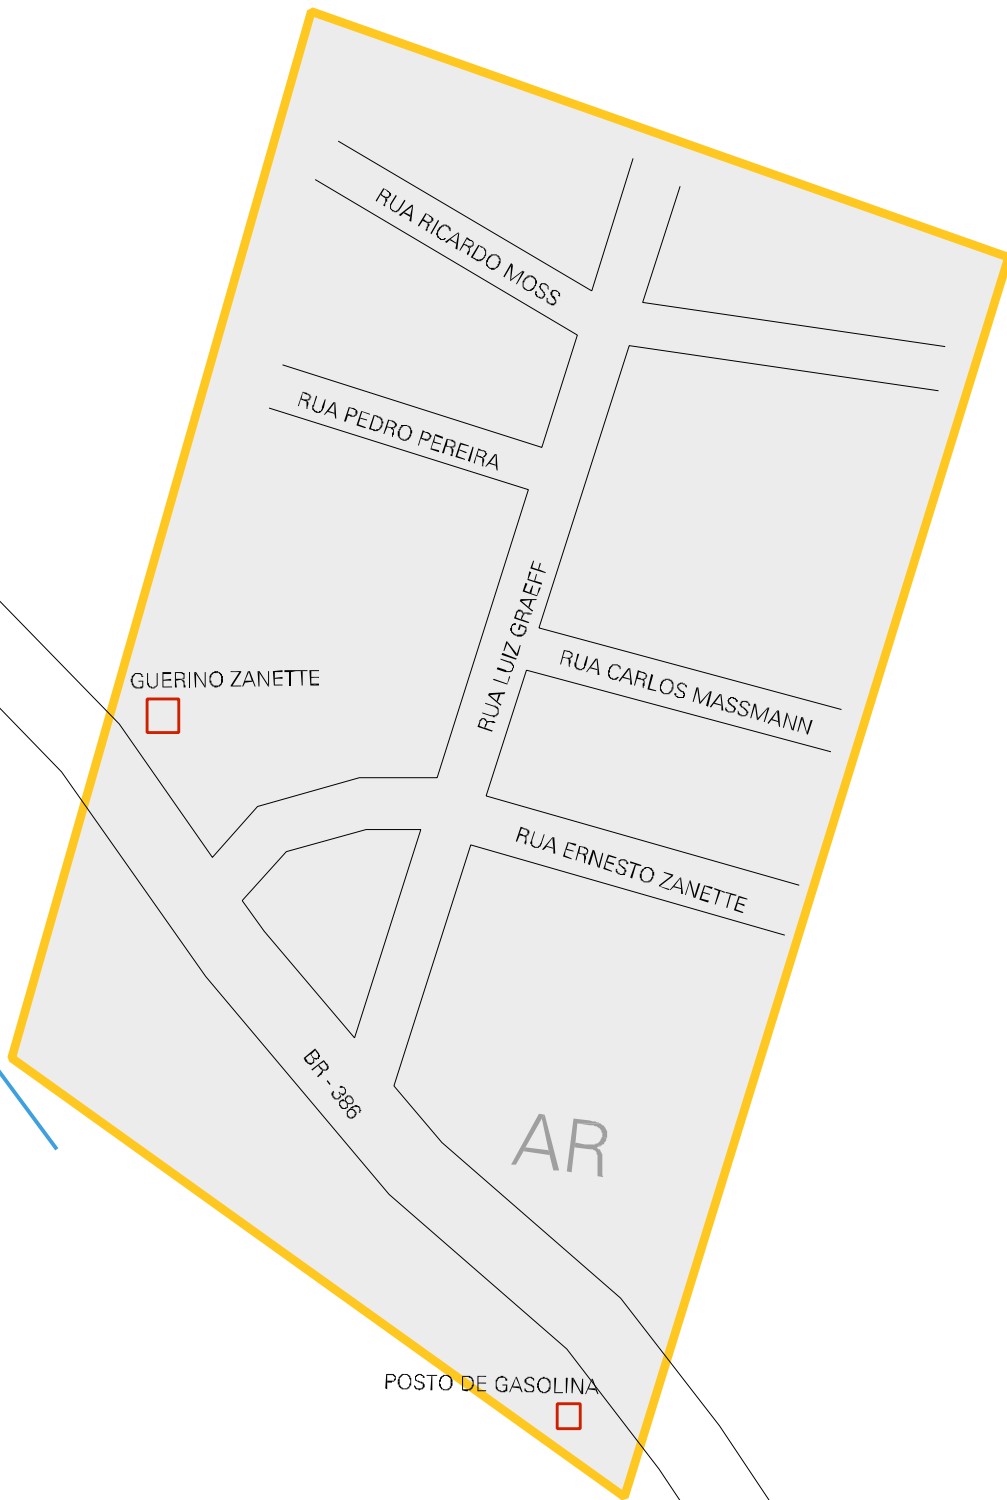 RUA RICARDO MOSS
RUA PEDRO PEREIRA
RUA LUIZ GRAEFF
RUA CARLOS MASSMANN
GUERINO ZANETTE
RUA ERNESTO ZANETTE
BR - 386
AR
POSTO DE GASOLINA